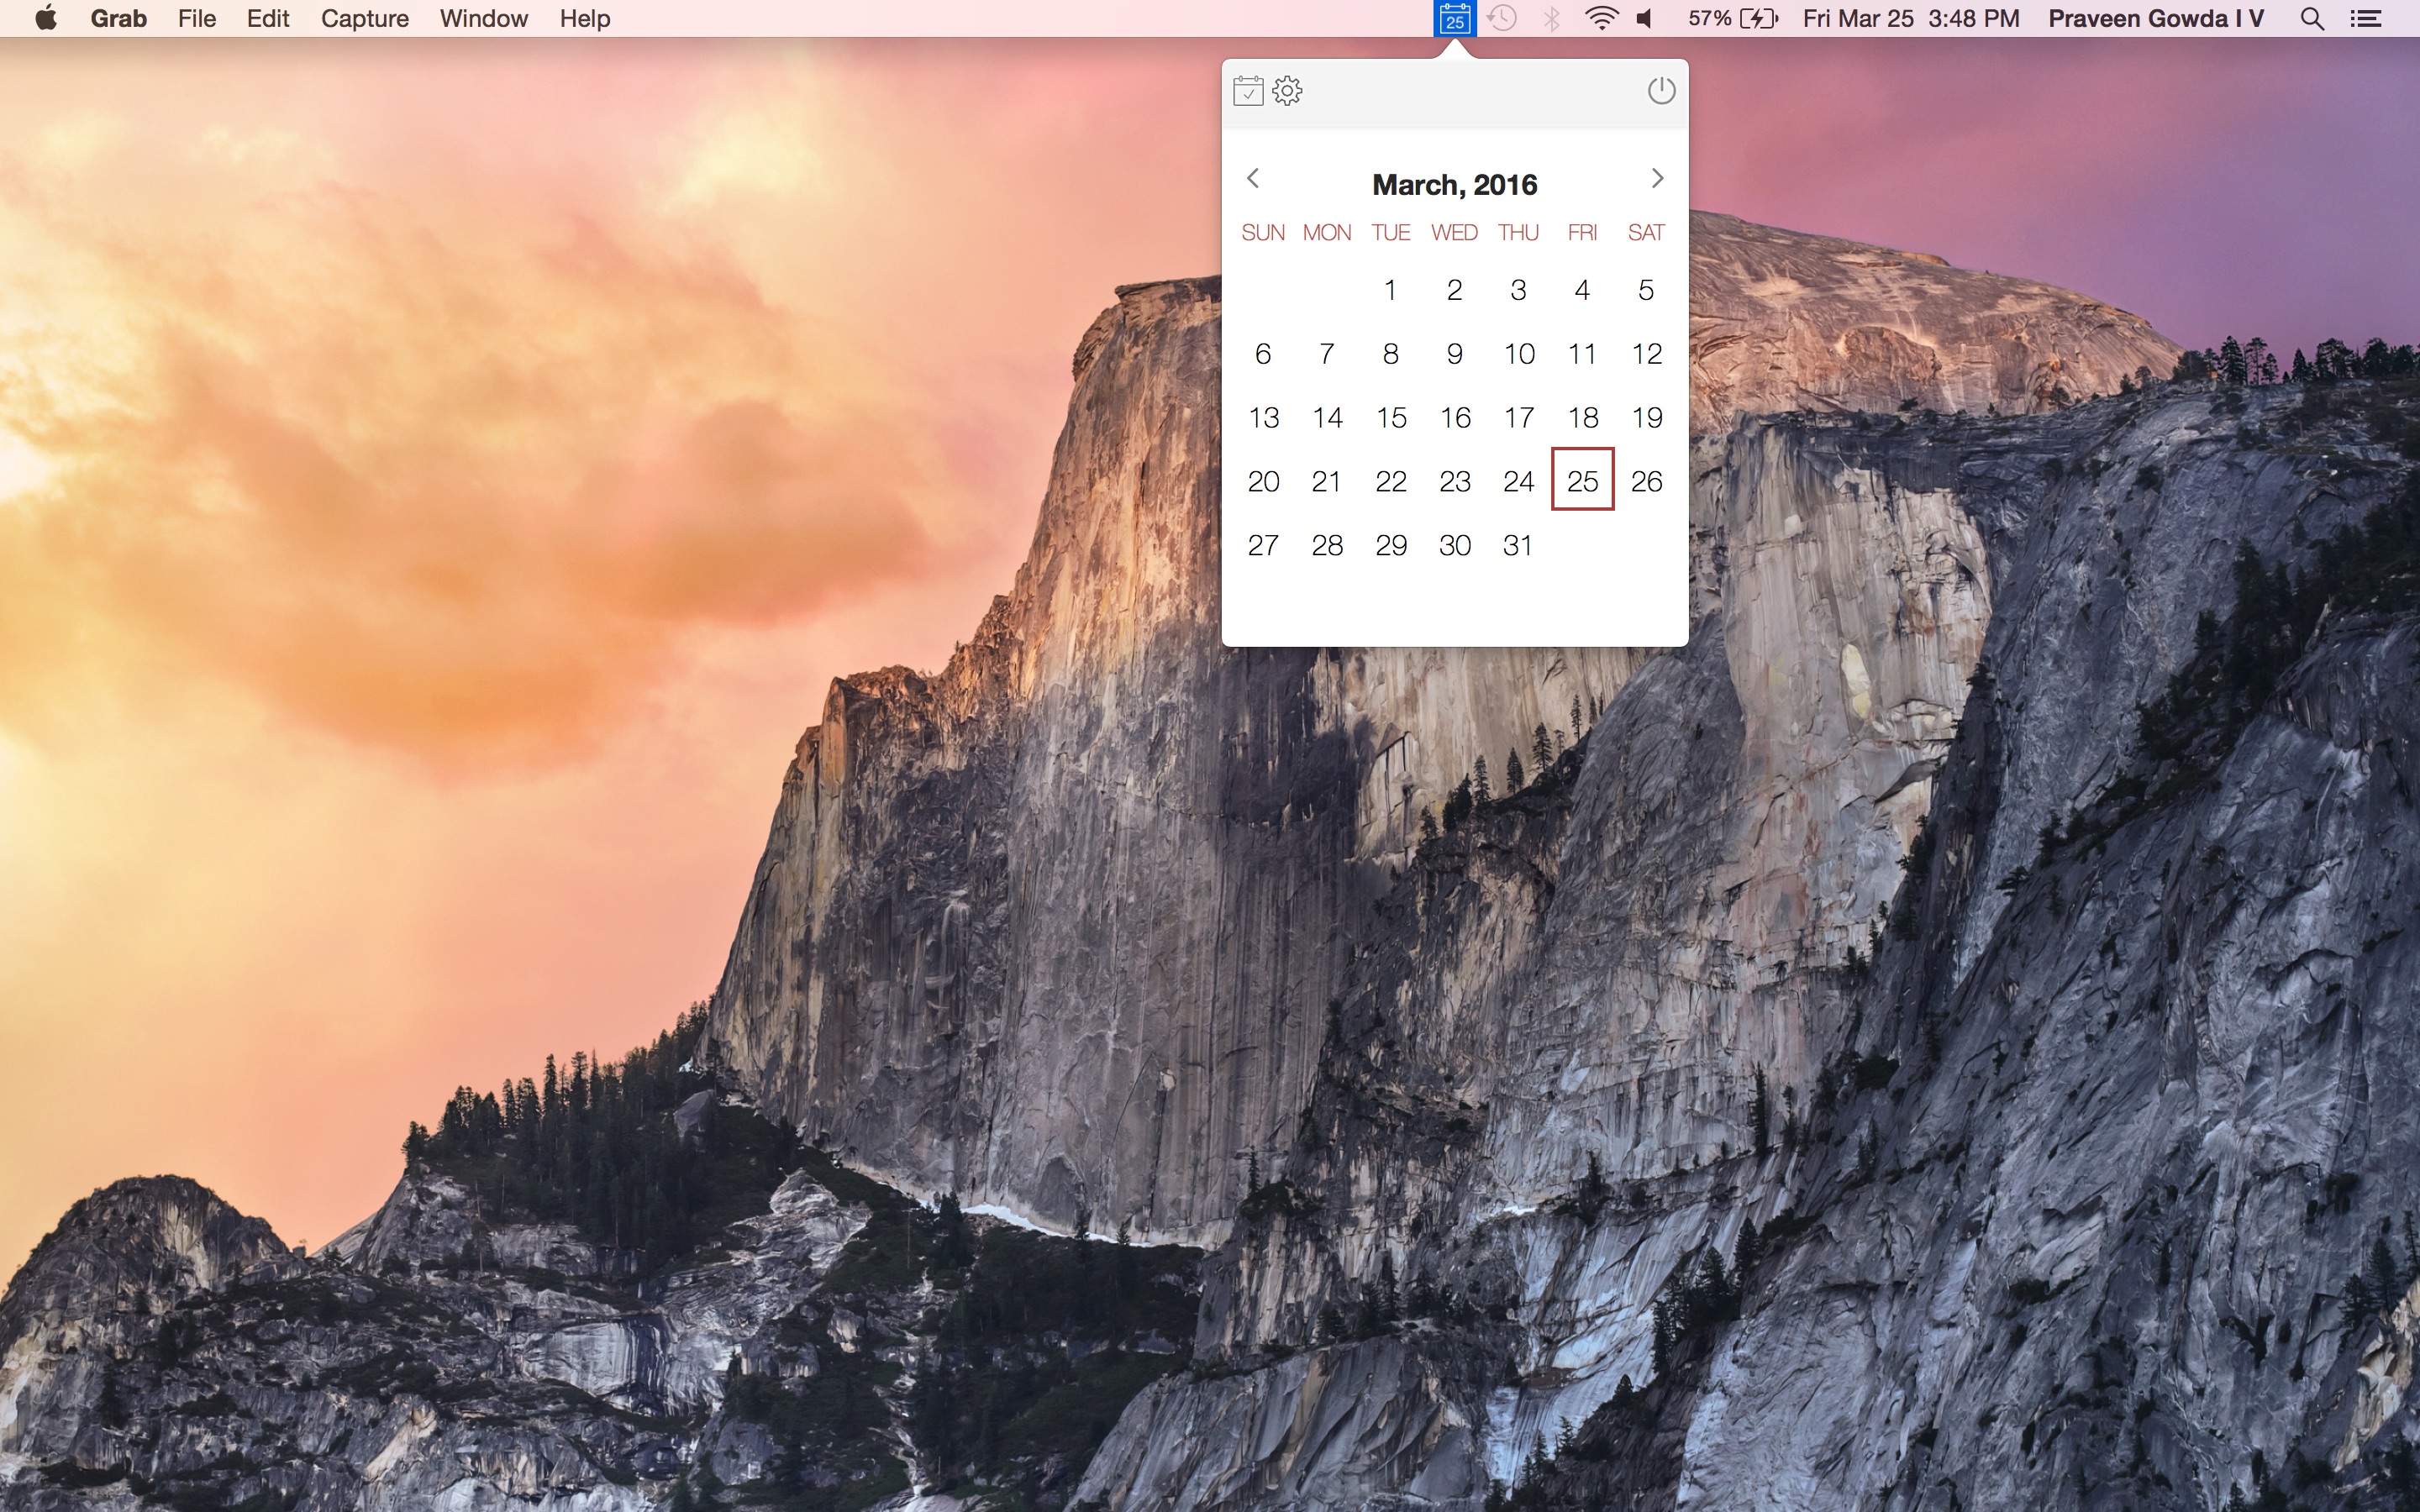 Grab File Edit Capture Window Help 25 57% Fri Mar 25 3:48 PM Praveen Gowda I V
March, 2016
SUN MON TUE WED THU FRI SAT
1 2 3 4 5
6 7 8 9 10 11 12
13 14 15 16 17 18 19
20 21 22 23 24 25 26
27 28 29 30 31